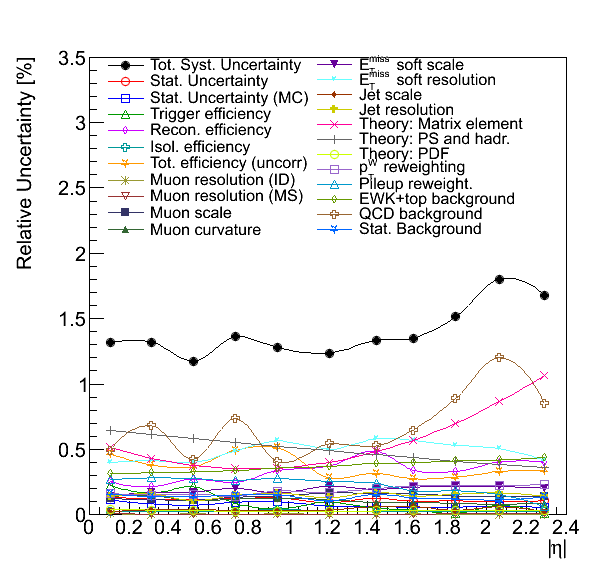 Relative Uncertainty [%]
3.5
3
2.5
2
1.5
1
0.5
0
Tot. Syst. Uncertainty
Stat. Uncertainty
Stat. Uncertainty (MC)
Trigger efficiency
Recon. efficiency
Isol. efficiency
Tot. efficiency (uncorr)
Muon resolution (ID)
Muon resolution (MS)
Muon scale
Muon curvature
E_T^miss soft scale
E_T^miss soft resolution
Jet scale
Jet resolution
Theory: Matrix element
Theory: PS and hadr.
Theory: PDF
p_T^W reweighting
Pileup reweight.
EWK+top background
QCD background
Stat. Background
0 0.2 0.4 0.6 0.8 1 1.2 1.4 1.6 1.8 2 2.2 2.4
|η|